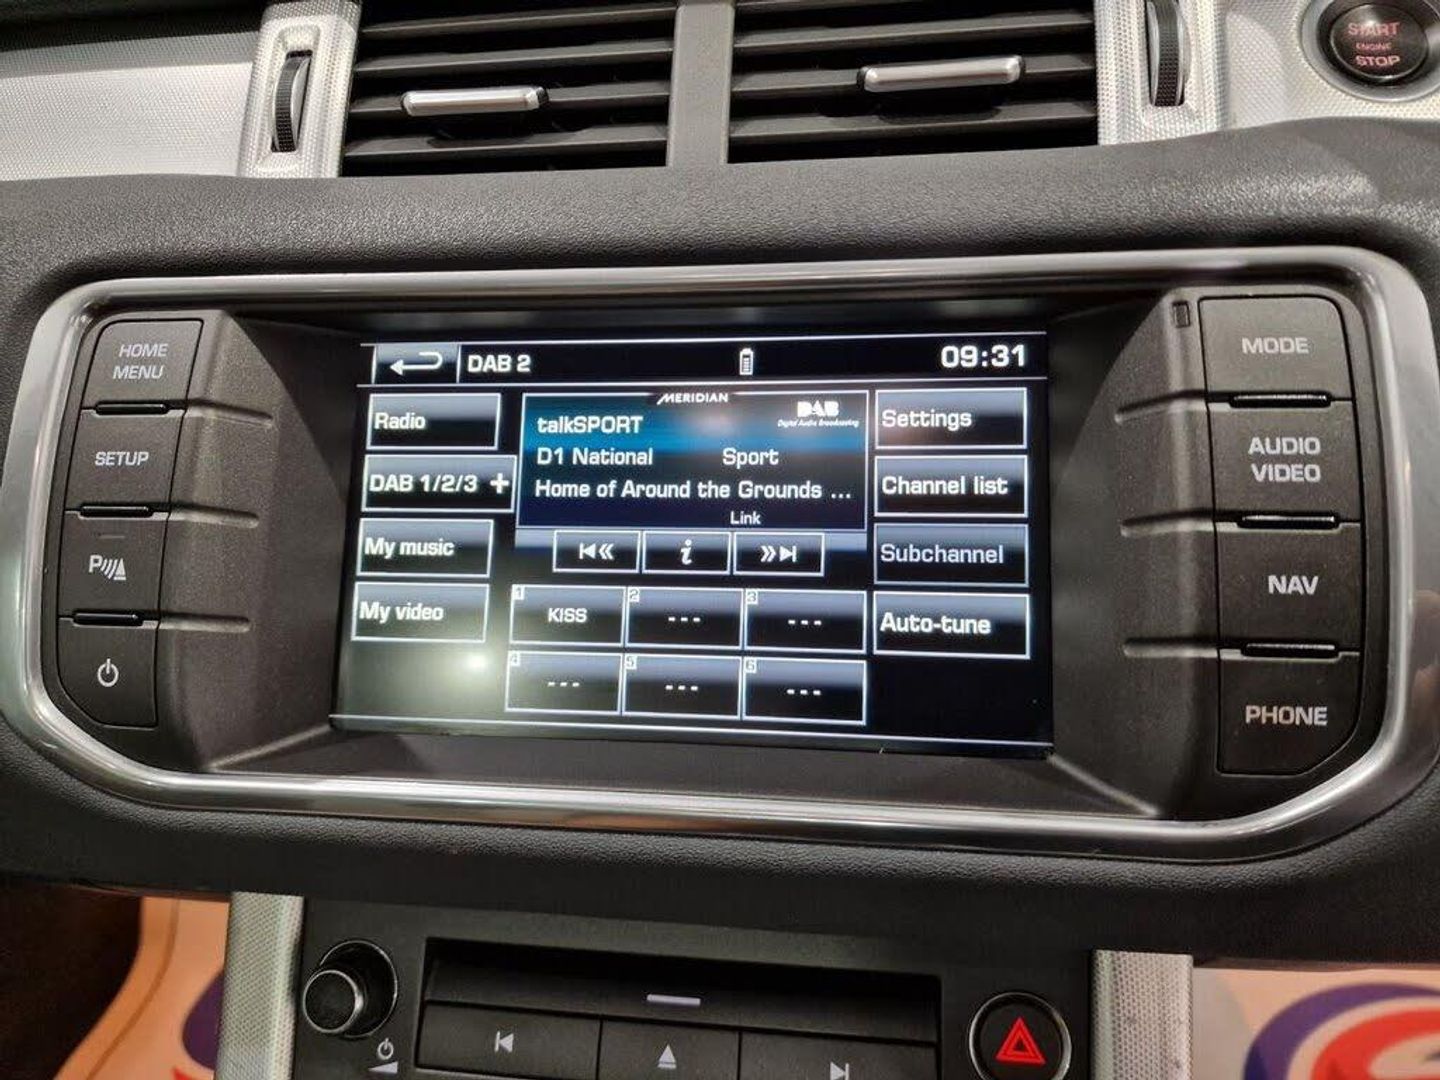 START
ENGINE
STOP
HOME
MENU
SETUP
P
DAB 2
09:31
Radio
DAB 1/2/3 +
My music
My video
MERIDIAN
talkSPORT
DAB
Digital Audio Broadcasting
D1 National Sport
Home of Around the Grounds ...
Link
i
1 KISS
2 ---
3 ---
4 ---
5 ---
6 ---
Settings
Channel list
Subchannel
Auto-tune
MODE
AUDIO
VIDEO
NAV
PHONE